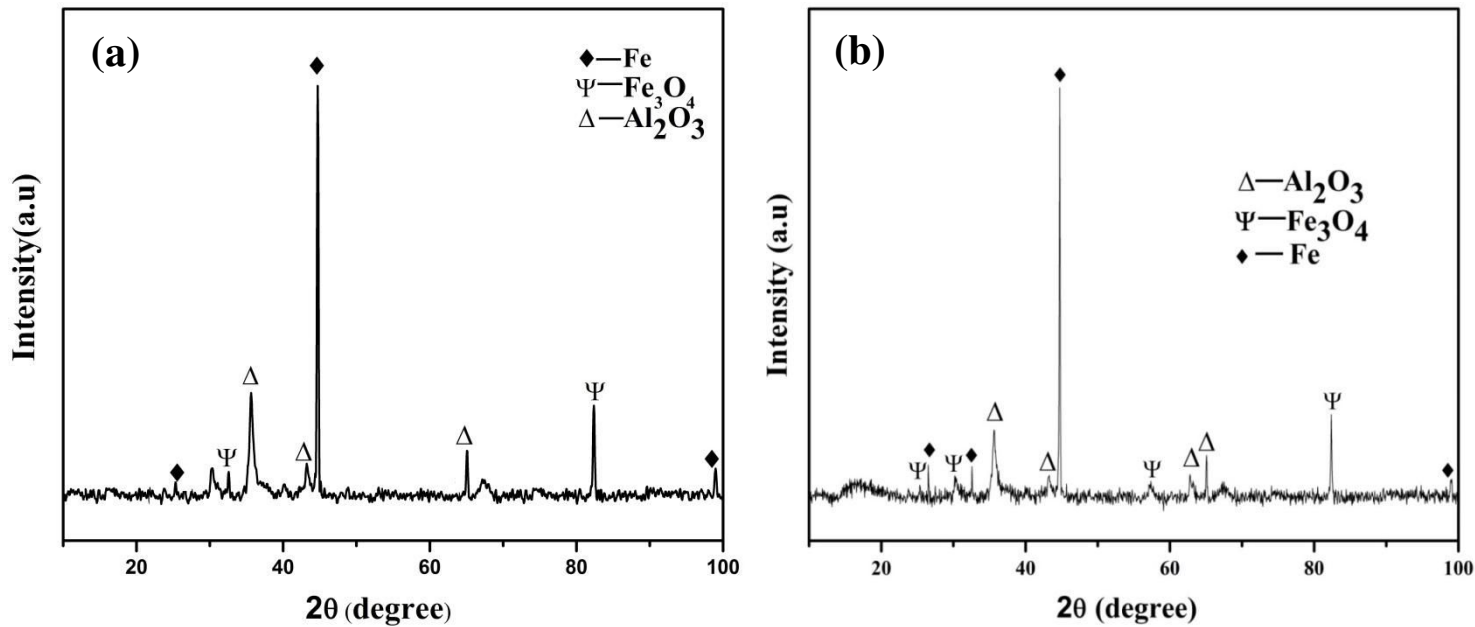 (a)
♦—Fe
Ψ—Fe₃O₄
Δ—Al₂O₃
♦
Δ
Ψ
♦
Ψ
Δ
Δ
♦
Intensity(a.u)
20 40 60 80 100
2θ (degree)
(b)
♦
Δ—Al₂O₃
Ψ—Fe₃O₄
♦— Fe
Ψ
Δ
♦
Ψ
♦
Δ
Ψ
Δ
Δ
♦
Intensity (a.u)
20 40 60 80 100
2θ (degree)